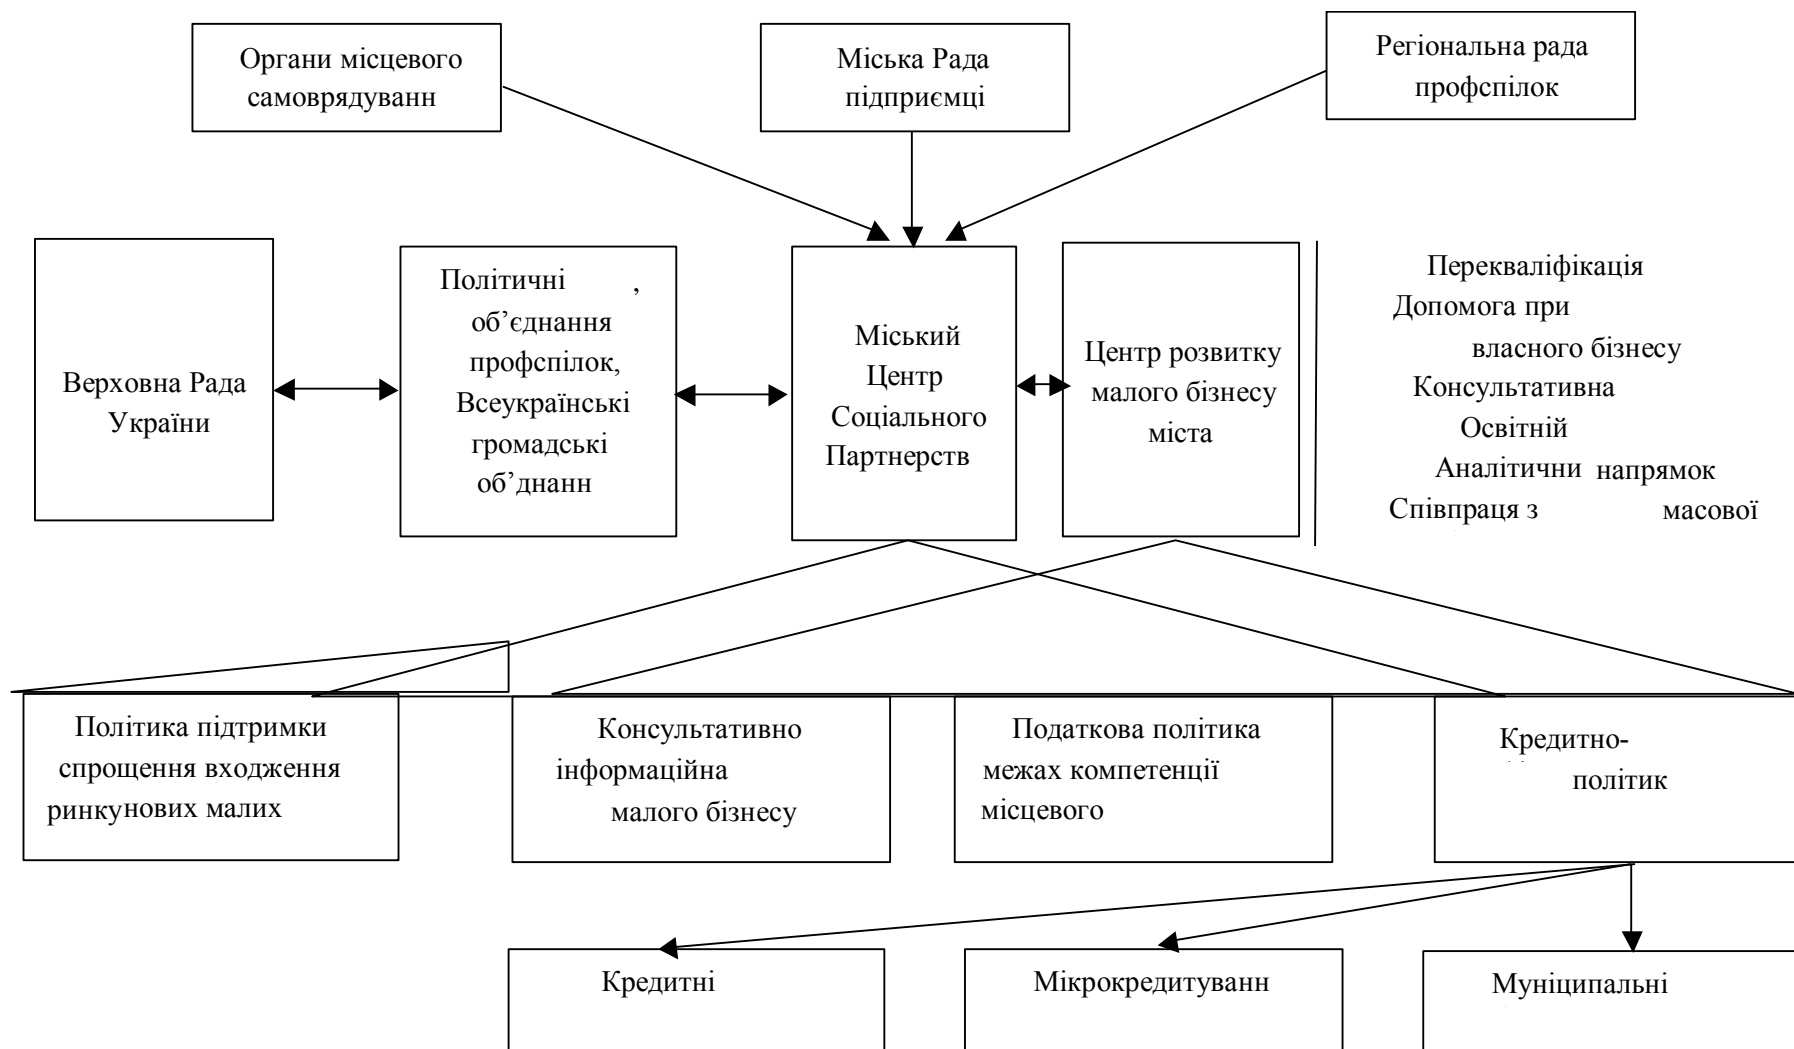 Органи місцевого
самоврядуванн
Міська Рада
підприємці
Регіональна рада
профспілок
Верховна Рада
України
Політичні ,
об’єднання
профспілок,
Всеукраїнські
громадські
об’днанн
Міський
Центр
Соціального
Партнерств
Центр розвитку
малого бізнесу
міста
Перекваліфікація
Допомога при
власного бізнесу
Консультативна
Освітній
Аналітични напрямок
Співпраця з масової
Політика підтримки
спрощення входження
ринкунових малих
Консультативно
інформаційна
малого бізнесу
Податкова політика
межах компетенції
місцевого
Кредитно-
політик
Кредитні
Мікрокредитуванн
Муніципальні